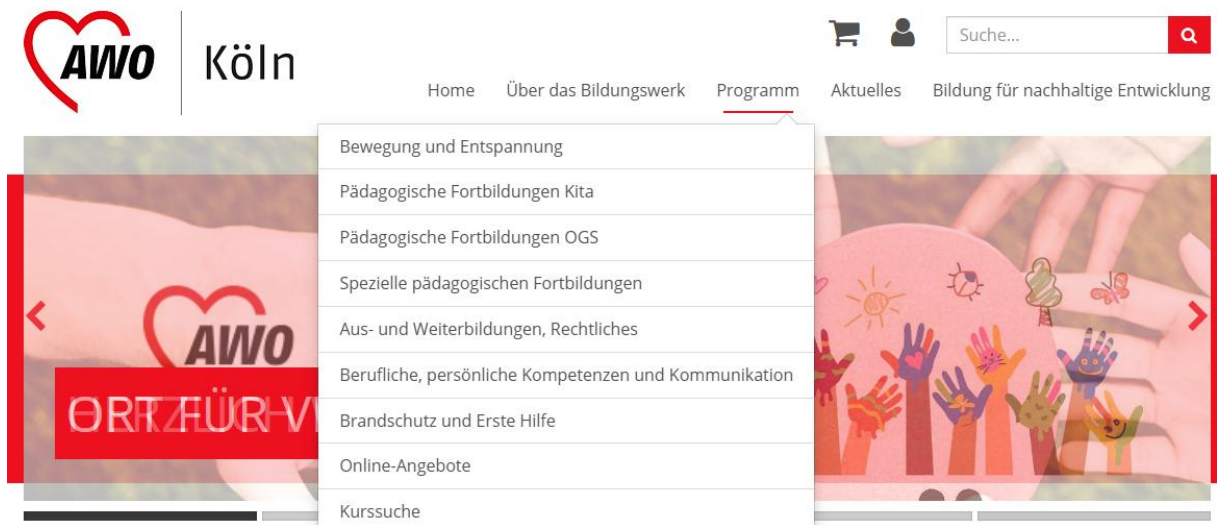 AWO
Köln
Suche...
Home Über das Bildungswerk Programm Aktuelles Bildung für nachhaltige Entwicklung
Bewegung und Entspannung
Pädagogische Fortbildungen Kita
Pädagogische Fortbildungen OGS
Spezielle pädagogischen Fortbildungen
Aus- und Weiterbildungen, Rechtliches
Berufliche, persönliche Kompetenzen und Kommunikation
Brandschutz und Erste Hilfe
Online-Angebote
Kurssuche
AWO
ORT FÜR